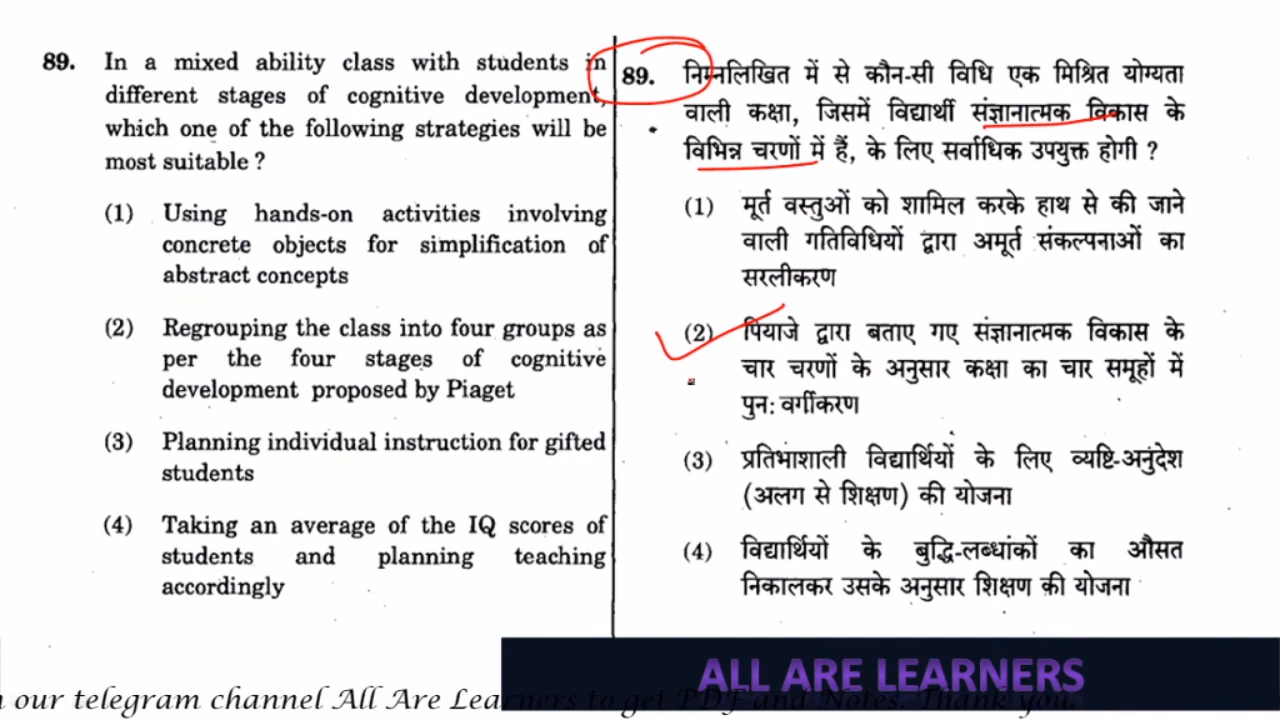 89. In a mixed ability class with students in
different stages of cognitive development,
which one of the following strategies will be
most suitable ?
(1) Using hands-on activities involving
concrete objects for simplification of
abstract concepts
(2) Regrouping the class into four groups as
per the four stages of cognitive
development proposed by Piaget
(3) Planning individual instruction for gifted
students
(4) Taking an average of the IQ scores of
students and planning teaching
accordingly
89. निम्नलिखित में से कौन-सी विधि एक मिश्रित योग्यता
वाली कक्षा, जिसमें विद्यार्थी संज्ञानात्मक विकास के
विभिन्न चरणों में हैं, के लिए सर्वाधिक उपयुक्त होगी ?
(1) मूर्त वस्तुओं को शामिल करके हाथ से की जाने
वाली गतिविधियों द्वारा अमूर्त संकल्पनाओं का
सरलीकरण
(2) पियाजे द्वारा बताए गए संज्ञानात्मक विकास के
चार चरणों के अनुसार कक्षा का चार समूहों में
पुनः वर्गीकरण
(3) प्रतिभाशाली विद्यार्थियों के लिए व्यष्टि-अनुदेश
(अलग से शिक्षण) की योजना
(4) विद्यार्थियों के बुद्धि-लब्धांकों का औसत
निकालकर उसके अनुसार शिक्षण की योजना
ALL ARE LEARNERS
our telegram channel All Are Learners to get PDF and Notes. Thank you.